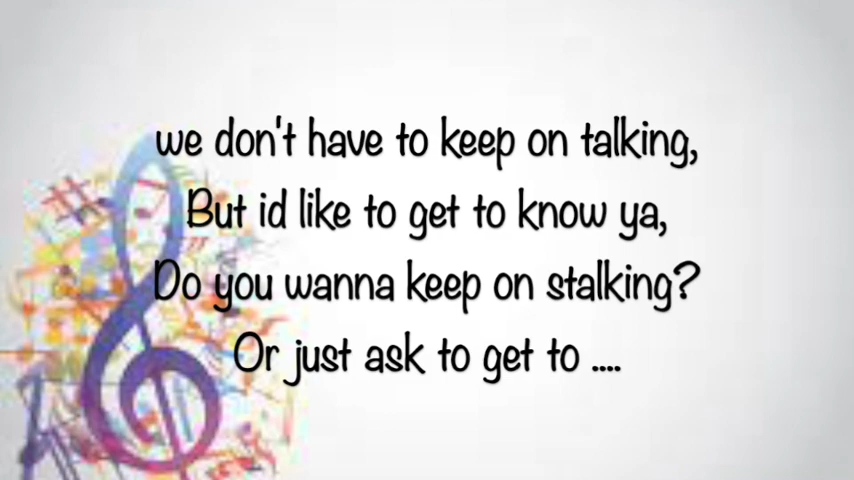 we don't have to keep on talking,
But id like to get to know ya,
Do you wanna keep on stalking?
Or just ask to get to ....